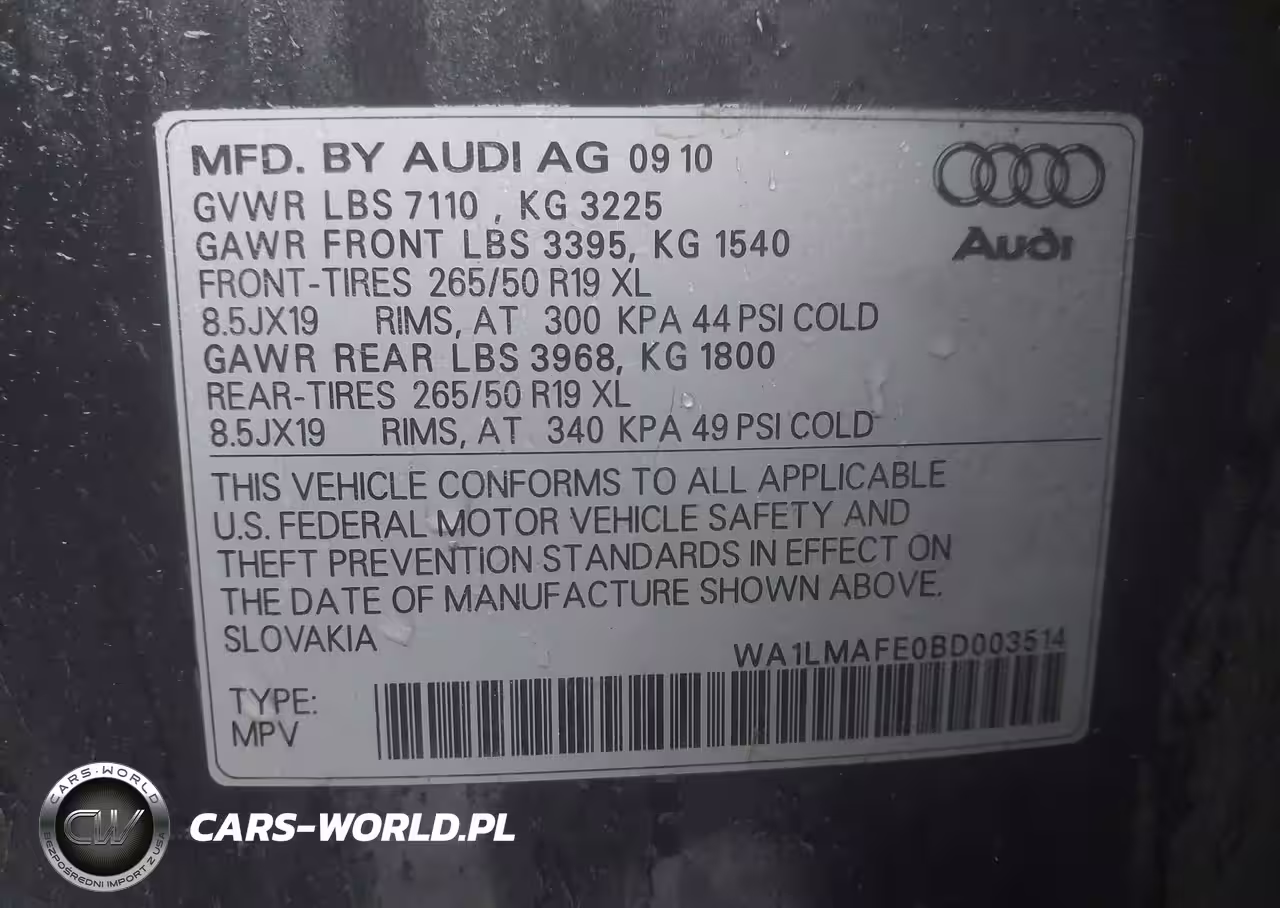 MFD. BY AUDI AG 09 10
GVWR LBS 7110 , KG 3225
GAWR FRONT LBS 3395, KG 1540
FRONT-TIRES 265/50 R19 XL
8.5JX19 RIMS, AT 300 KPA 44 PSI COLD
GAWR REAR LBS 3968, KG 1800
REAR-TIRES 265/50 R19 XL
8.5JX19 RIMS, AT 340 KPA 49 PSI COLD
Audi
THIS VEHICLE CONFORMS TO ALL APPLICABLE
U.S. FEDERAL MOTOR VEHICLE SAFETY AND
THEFT PREVENTION STANDARDS IN EFFECT ON
THE DATE OF MANUFACTURE SHOWN ABOVE.
SLOVAKIA
WA1LMAFE0BD003514
TYPE:
MPV
CARS-WORLD
CW
BEZPOŚREDNI IMPORT Z USA
CARS-WORLD.PL